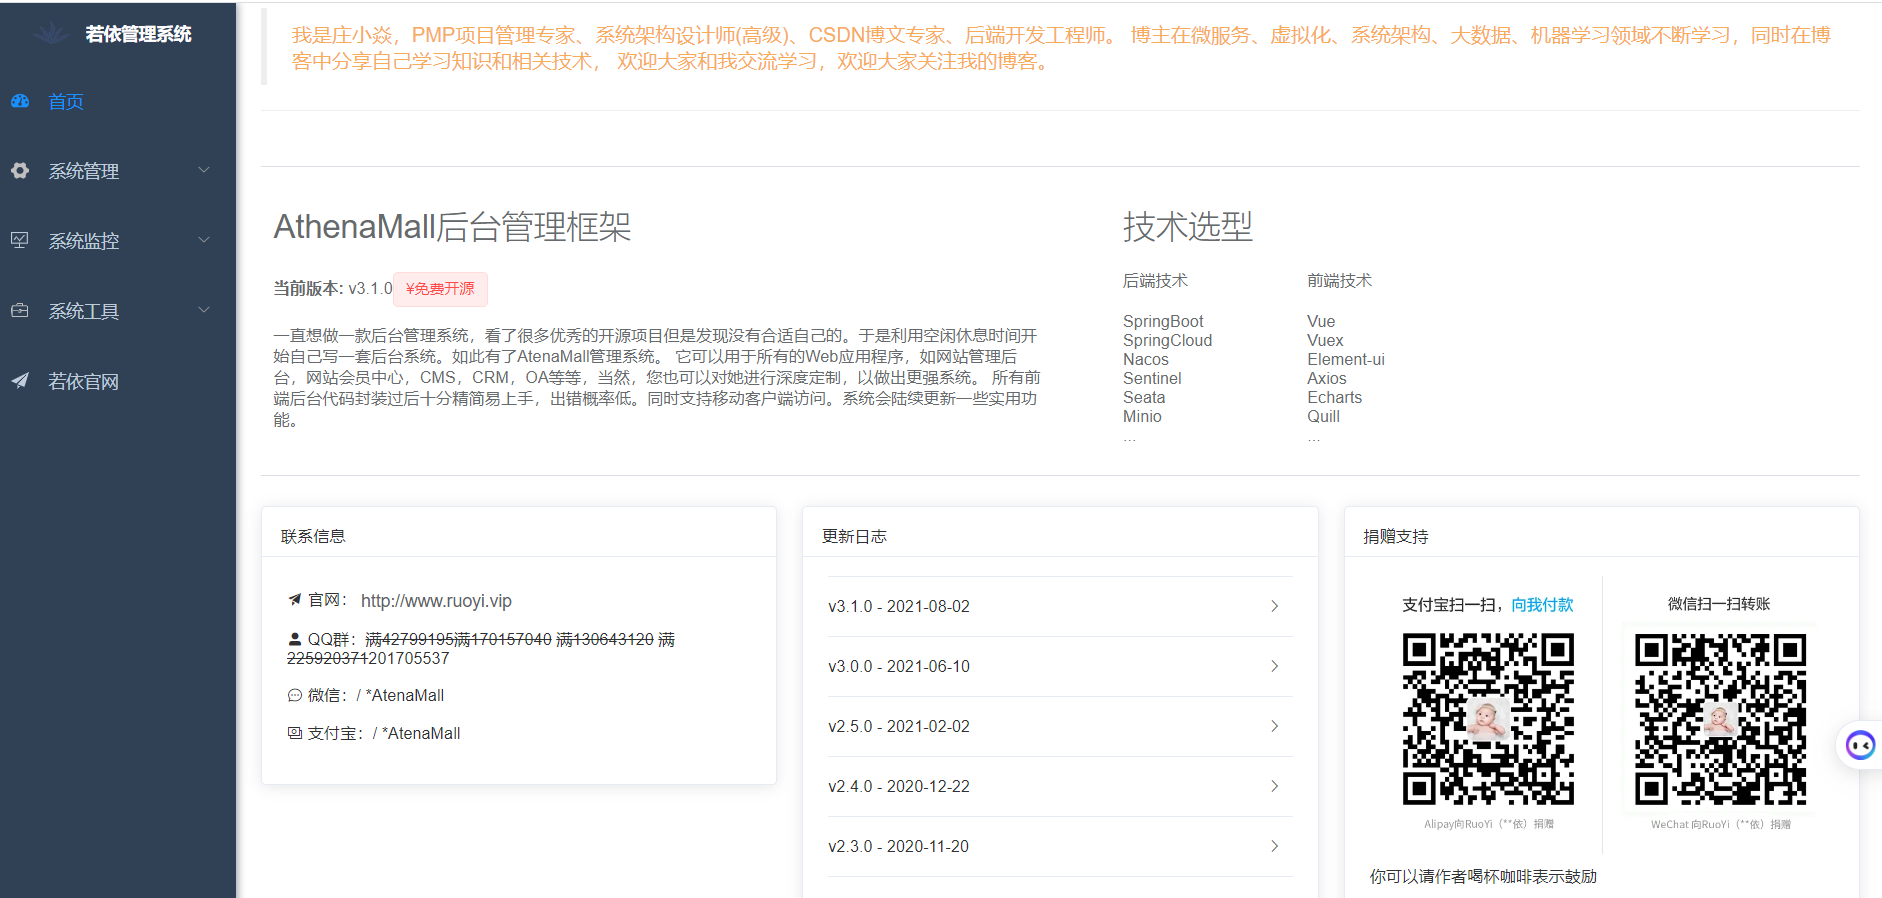 若依管理系统
首页
系统管理
系统监控
系统工具
若依官网
我是庄小焱，PMP项目管理专家、系统架构设计师(高级)、CSDN博文专家、后端开发工程师。 博主在微服务、虚拟化、系统架构、大数据、机器学习领域不断学习，同时在博
客中分享自己学习知识和相关技术， 欢迎大家和我交流学习，欢迎大家关注我的博客。
AthenaMall后台管理框架
当前版本: v3.1.0 ¥免费开源
一直想做一款后台管理系统，看了很多优秀的开源项目但是发现没有合适自己的。于是利用空闲休息时间开
始自己写一套后台系统。如此有了AtenaMall管理系统。 它可以用于所有的Web应用程序，如网站管理后
台，网站会员中心，CMS，CRM，OA等等，当然，您也可以对她进行深度定制，以做出更强系统。 所有前
端后台代码封装过后十分精简易上手，出错概率低。同时支持移动客户端访问。系统会陆续更新一些实用功
能。
技术选型
后端技术
SpringBoot
SpringCloud
Nacos
Sentinel
Seata
Minio
...
前端技术
Vue
Vuex
Element-ui
Axios
Echarts
Quill
...
联系信息
官网： http://www.ruoyi.vip
QQ群：满42799195满170157040 满130643120 满
225920371201705537
微信：/ *AtenaMall
支付宝：/ *AtenaMall
更新日志
v3.1.0 - 2021-08-02
v3.0.0 - 2021-06-10
v2.5.0 - 2021-02-02
v2.4.0 - 2020-12-22
v2.3.0 - 2020-11-20
捐赠支持
支付宝扫一扫，向我付款
Alipay向RuoYi（**依）捐赠
微信扫一扫转账
WeChat 向RuoYi（**依）捐赠
你可以请作者喝杯咖啡表示鼓励